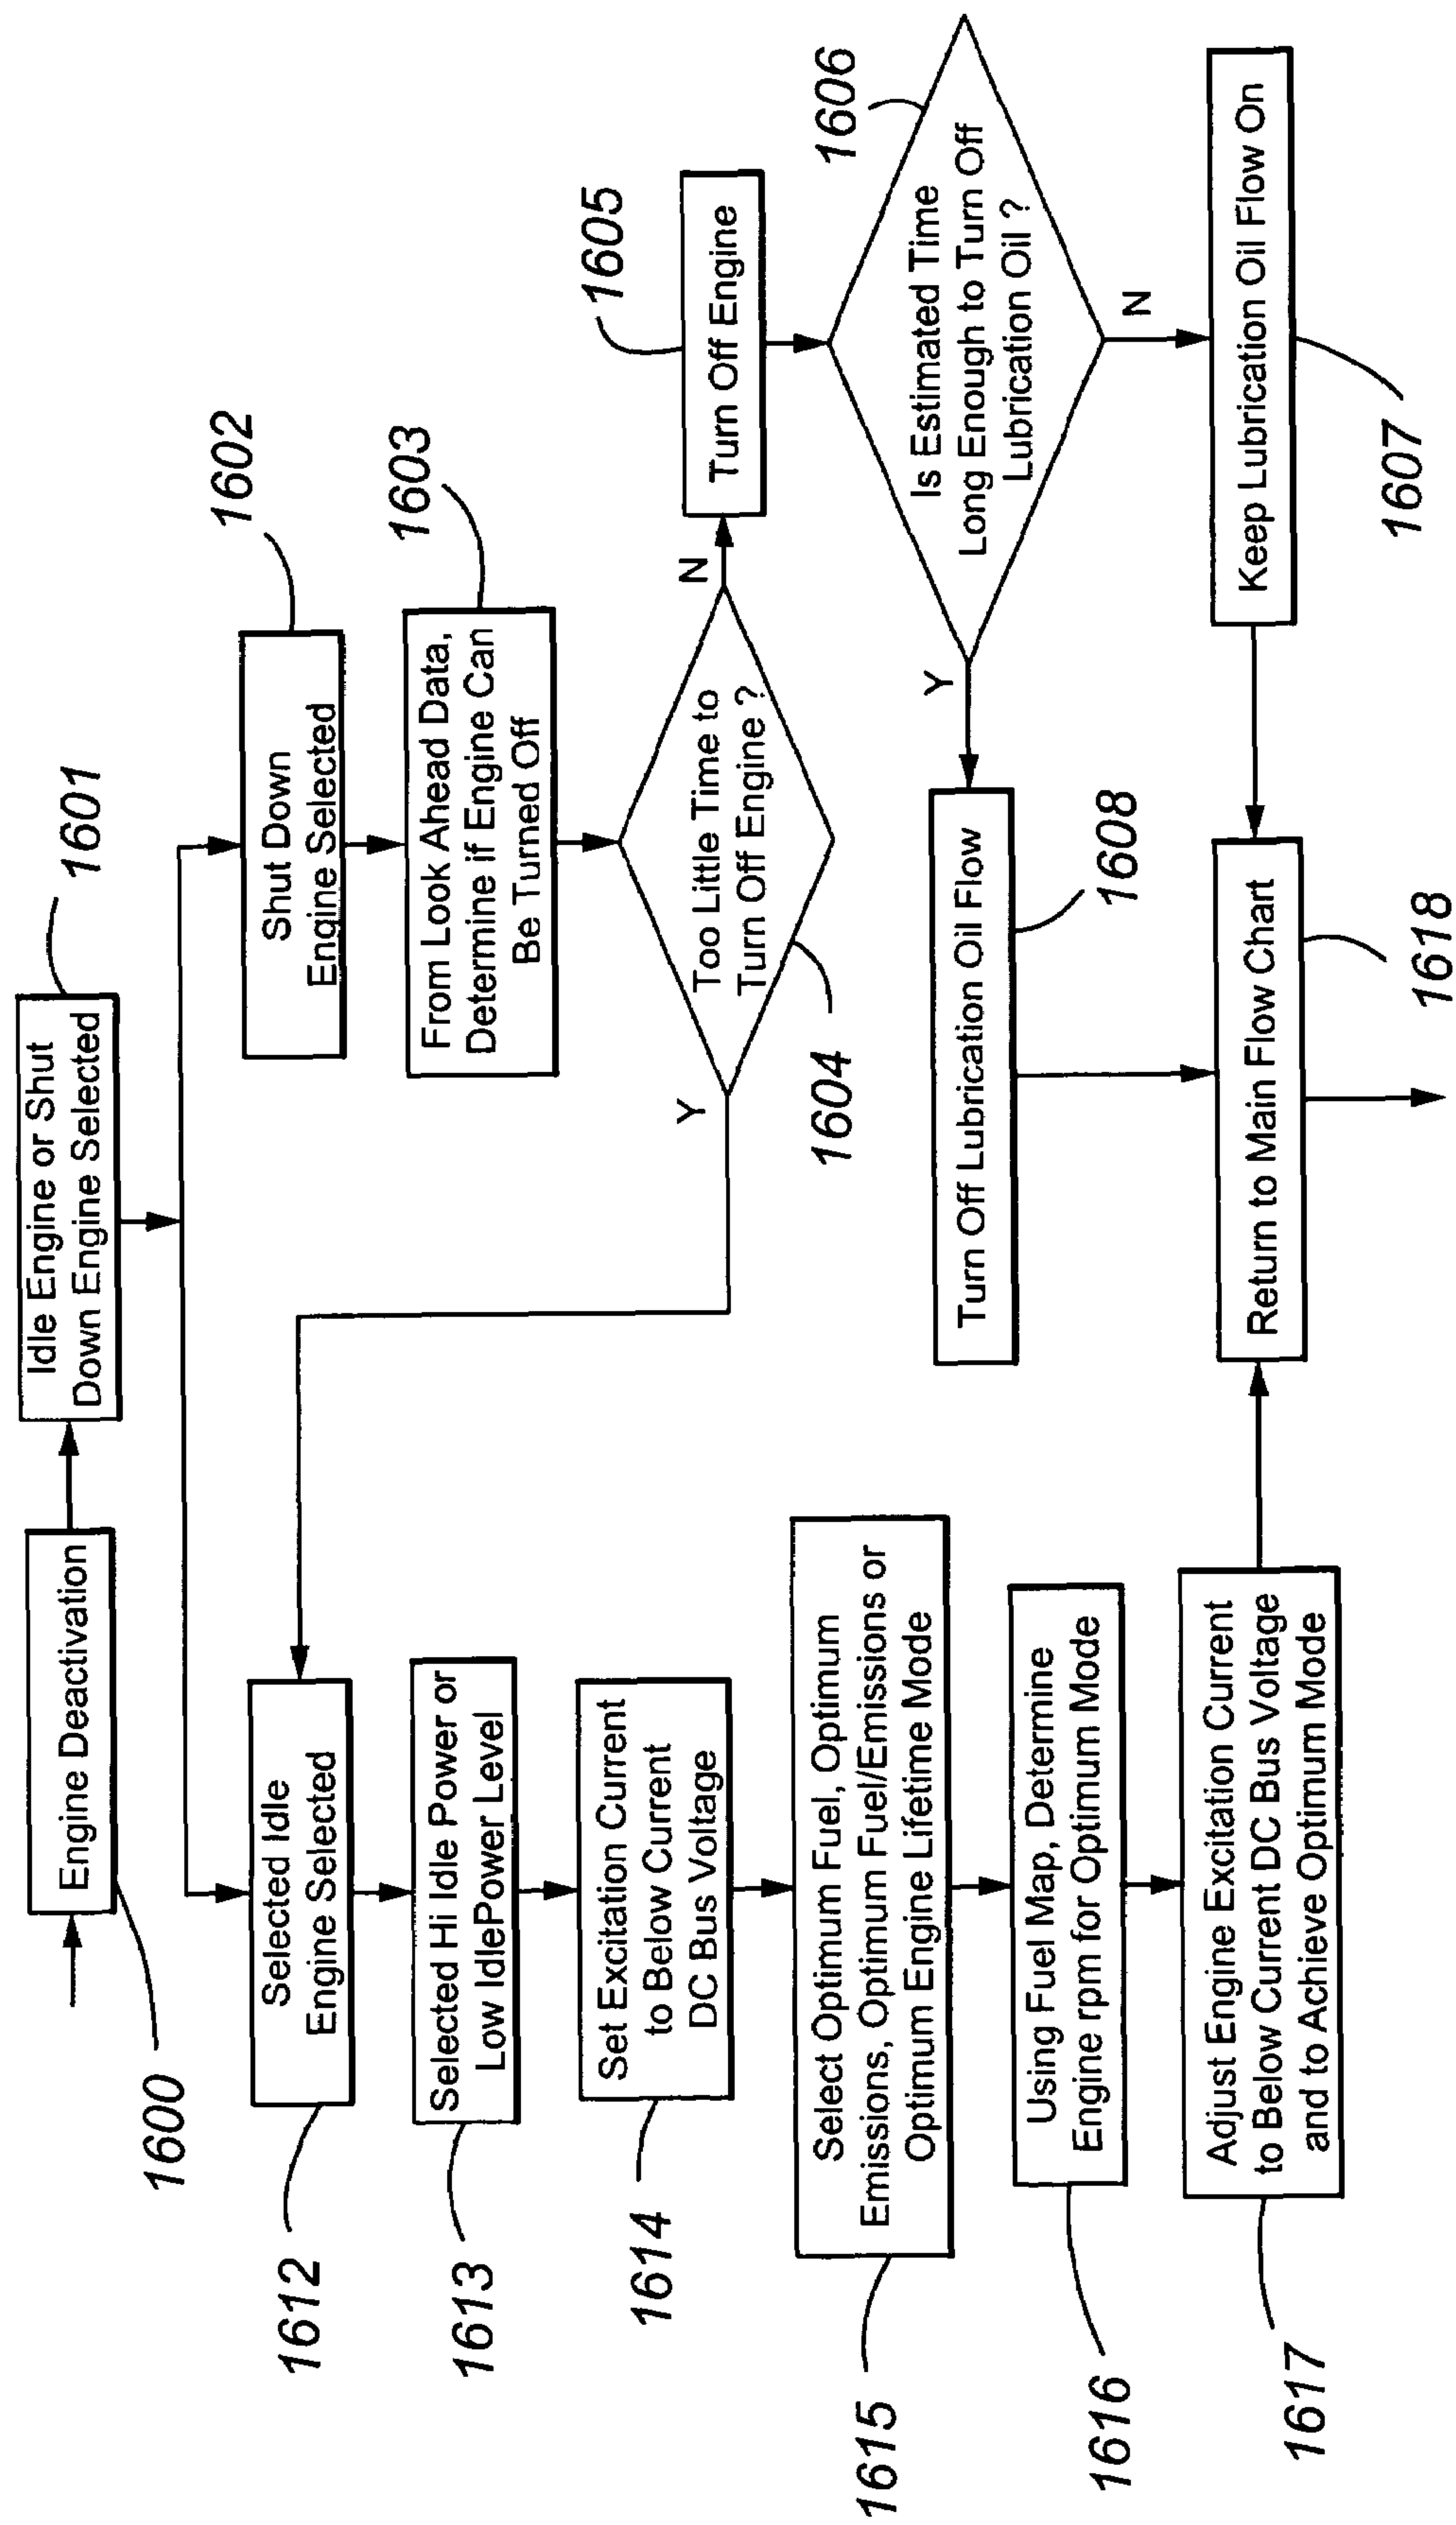 Engine Deactivation
1600
Idle Engine or Shut
Down Engine Selected
1601
Shut Down
Engine Selected
1602
From Look Ahead Data,
Determine if Engine Can
Be Turned Off
1603
Too Little Time to
Turn Off Engine ?
1604
Y
N
Turn Off Engine
1605
Is Estimated Time
Long Enough to Turn Off
Lubrication Oil ?
1606
Y
N
Keep Lubrication Oil Flow On
1607
Turn Off Lubrication Oil Flow
1608
Selected Idle
Engine Selected
1612
Selected Hi Idle Power or
Low IdlePower Level
1613
Set Excitation Current
to Below Current
DC Bus Voltage
1614
Select Optimum Fuel, Optimum
Emissions, Optimum Fuel/Emissions or
Optimum Engine Lifetime Mode
1615
Using Fuel Map, Determine
Engine rpm for Optimum Mode
1616
Adjust Engine Excitation Current
to Below Current DC Bus Voltage
and to Achieve Optimum Mode
1617
Return to Main Flow Chart
1618